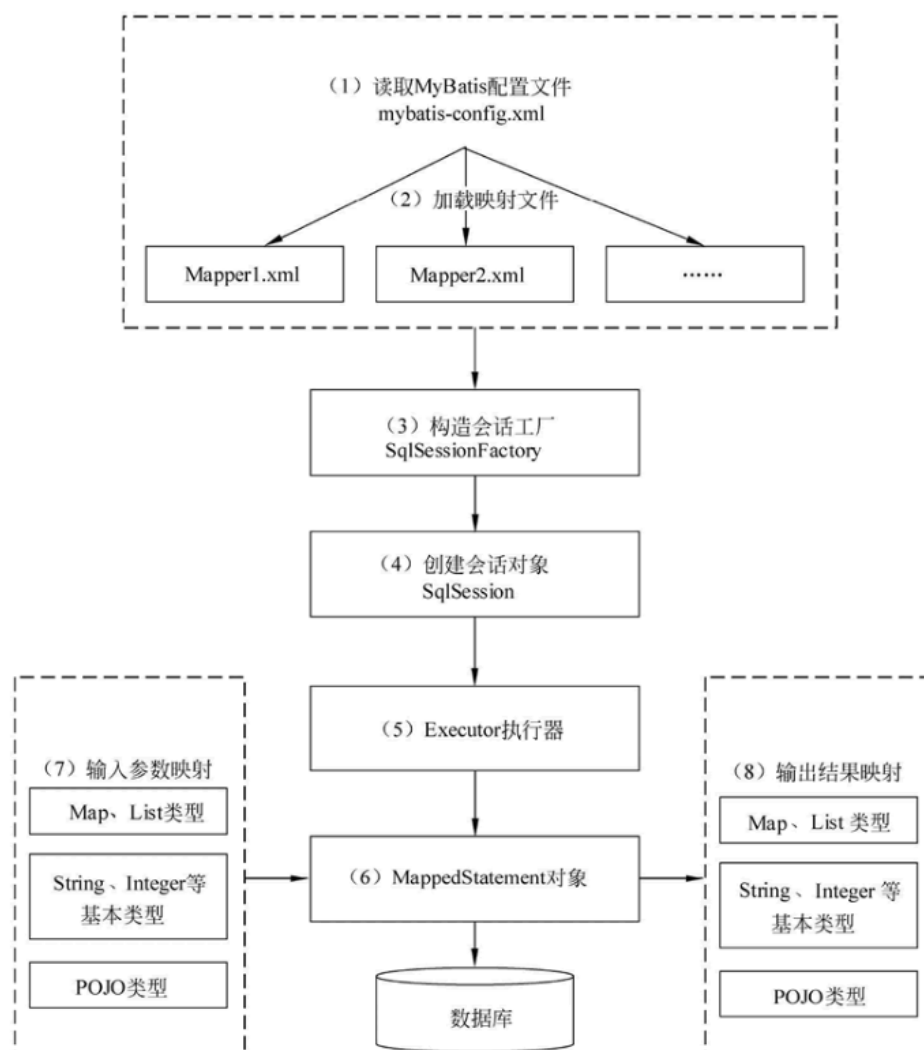 （1）读取MyBatis配置文件
mybatis-config.xml
（2）加载映射文件
Mapper1.xml
Mapper2.xml
……
（3）构造会话工厂
SqlSessionFactory
（4）创建会话对象
SqlSession
（5）Executor执行器
（7）输入参数映射
Map、List类型
String、Integer等
基本类型
POJO类型
（6）MappedStatement对象
数据库
（8）输出结果映射
Map、List 类型
String、Integer 等
基本类型
POJO类型